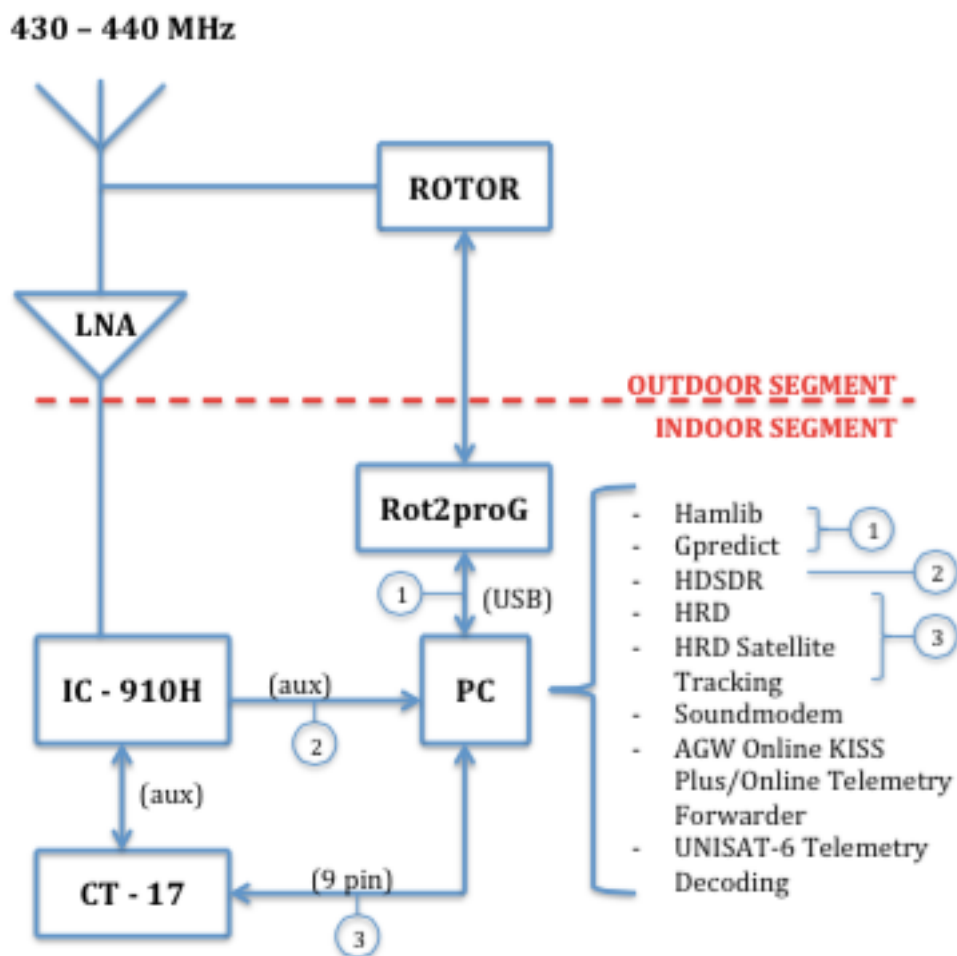 430 – 440 MHz
ROTOR
LNA
OUTDOOR SEGMENT
INDOOR SEGMENT
Rot2proG
1
(USB)
IC - 910H
(aux)
2
PC
(aux)
CT - 17
(9 pin)
3
- Hamlib
- Gpredict
1
- HDSDR
2
- HRD
- HRD Satellite
Tracking
3
- Soundmodem
- AGW Online KISS
Plus/Online Telemetry
Forwarder
- UNISAT-6 Telemetry
Decoding